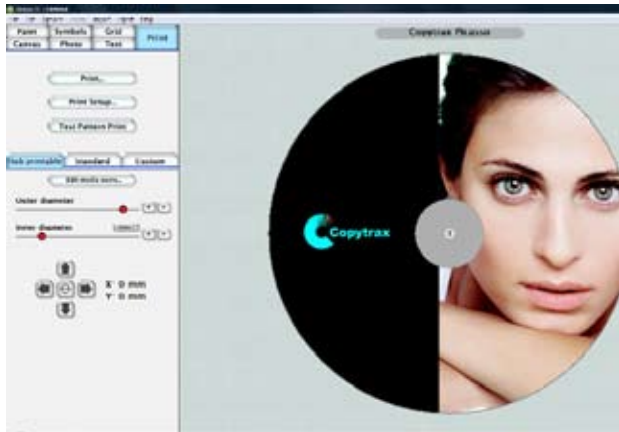 Paint Symbols Grid Print
Canvas Photo Text
Copytrax Picasso
Print...
Print Setup...
Test Pattern Print
Hub printable Standard Custom
Edit media sizes...
Outer diameter
Inner diameter
X: 0 mm
Y: 0 mm
Copytrax